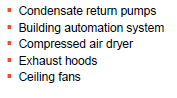 ▪ Condensate return pumps
▪ Building automation system
▪ Compressed air dryer
▪ Exhaust hoods
▪ Ceiling fans